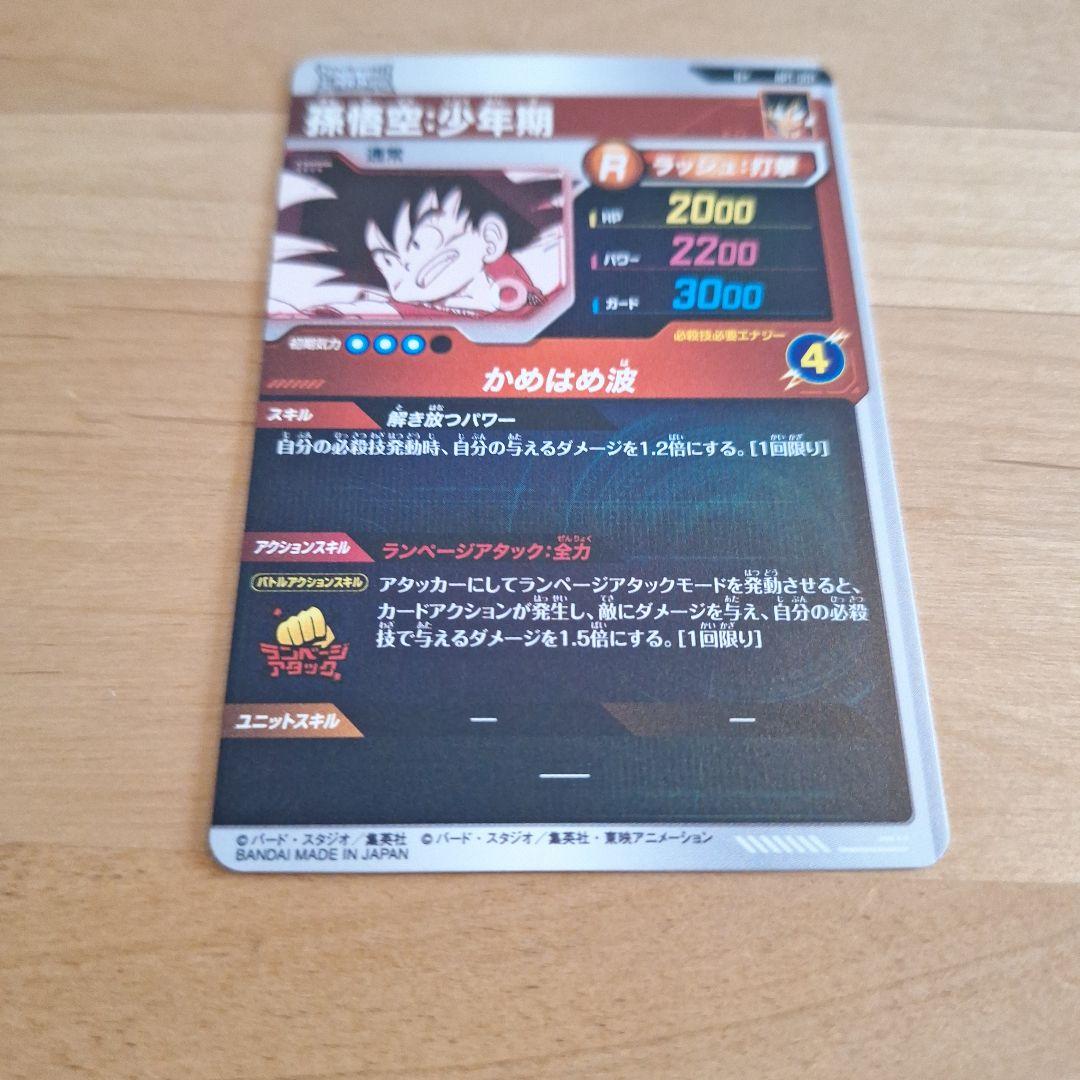 孫悟空:少年期
通常
R ラッシュ:打撃
HP 2000
パワー 2200
ガード 3000
初期気力
必殺技必要エナジー
4
かめはめ波
スキル 解き放つパワー
自分の必殺技発動時、自分の与えるダメージを1.2倍にする。[1回限り]
アクションスキル ランページアタック:全力
バトルアクションスキル アタッカーにしてランページアタックモードを発動させると、
カードアクションが発生し、敵にダメージを与え、自分の必殺
技で与えるダメージを1.5倍にする。[1回限り]
ランページ
アタック
ユニットスキル — —
—
©バード・スタジオ/集英社 ©バード・スタジオ/集英社・東映アニメーション
BANDAI MADE IN JAPAN